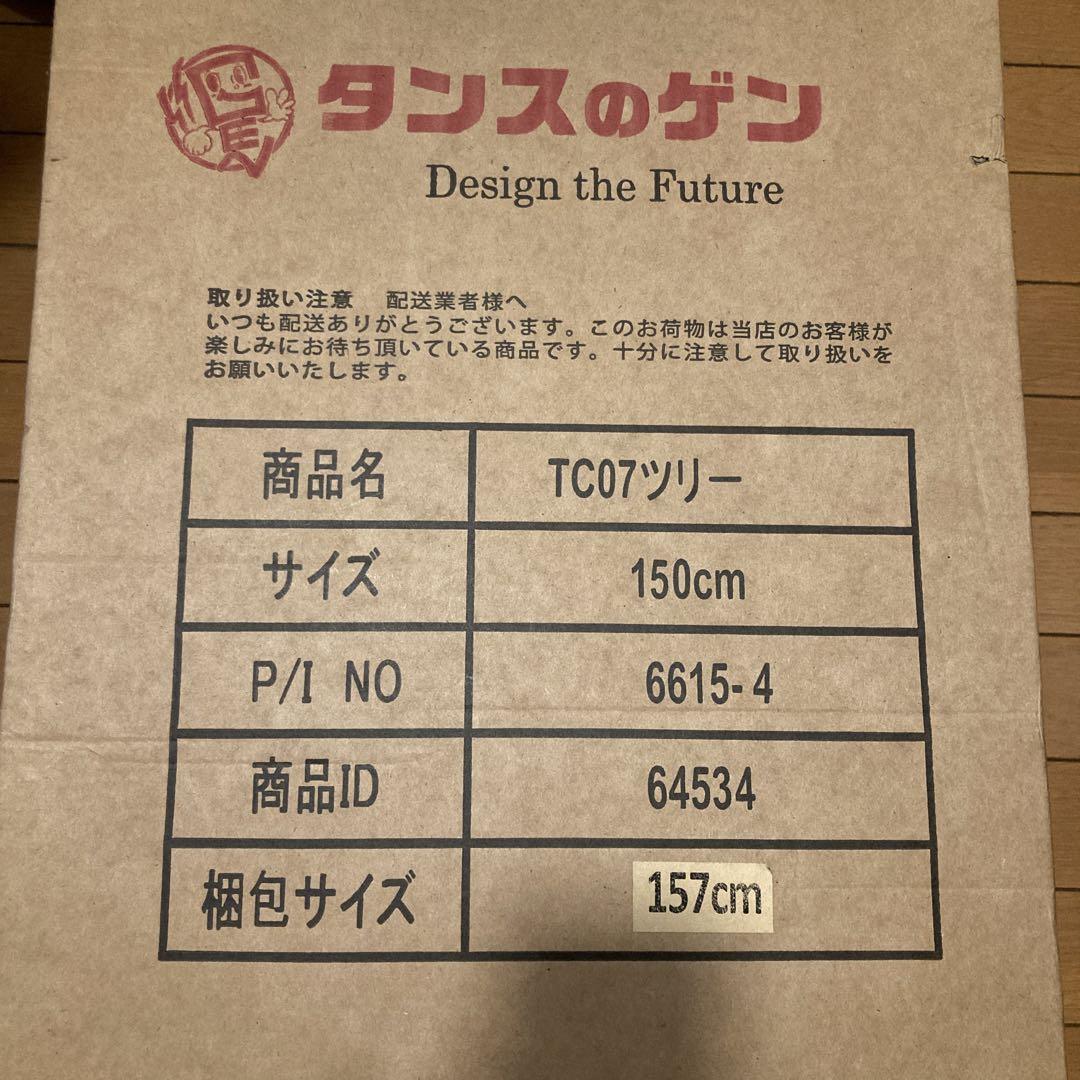 タンスのゲン
Design the Future
取り扱い注意 配送業者様へ
いつも配送ありがとうございます。このお荷物は当店のお客様が
楽しみにお待ち頂いている商品です。十分に注意して取り扱いを
お願いいたします。
商品名 TC07ツリー
サイズ 150cm
P/I NO 6615-4
商品ID 64534
梱包サイズ 157cm